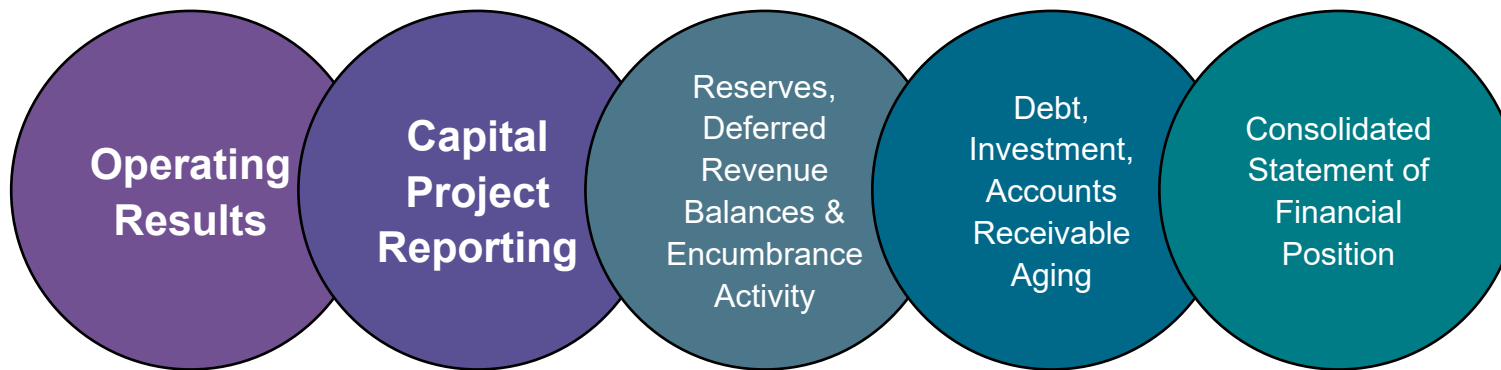 Operating
Results
Capital
Project
Reporting
Reserves,
Deferred
Revenue
Balances &
Encumbrance
Activity
Debt,
Investment,
Accounts
Receivable
Aging
Consolidated
Statement of
Financial
Position